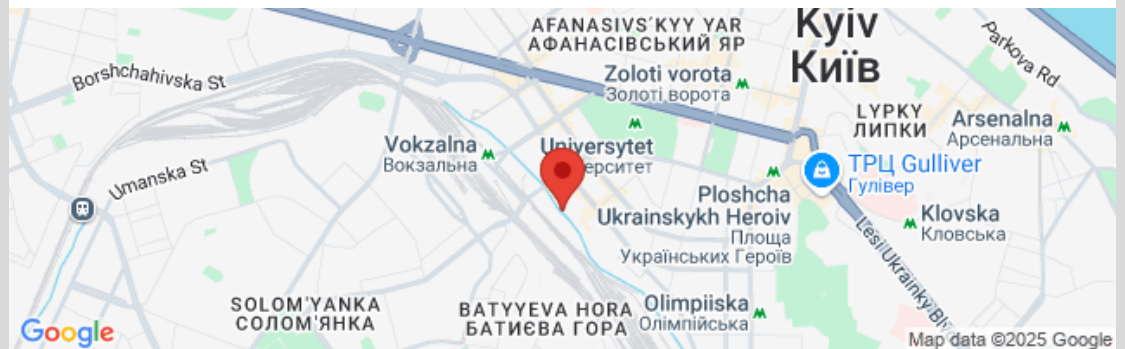 AFANASIVS'KYY YAR
АФАНАСІВСЬКИЙ ЯР
Kyiv
Київ
Parkova Rd
Borshchahivska St
Zoloti vorota
Золоті ворота
LYPKY
ЛИПКИ
Arsenalna
Арсенальна
Vokzalna
Вокзальна
Universytet
ерситет
ТРЦ Gulliver
Гулівер
Umanska St
Ploshcha
Ukrainskykh Heroiv
Площа
Українських Героїв
Klovska
Кловська
Lesi Ukrainky Blv
SOLOM'YANKA
СОЛОМ'ЯНКА
BATYYEVA HORA
БАТИЄВА ГОРА
Olimpiiska
Олімпійська
Google
Map data ©2025 Google